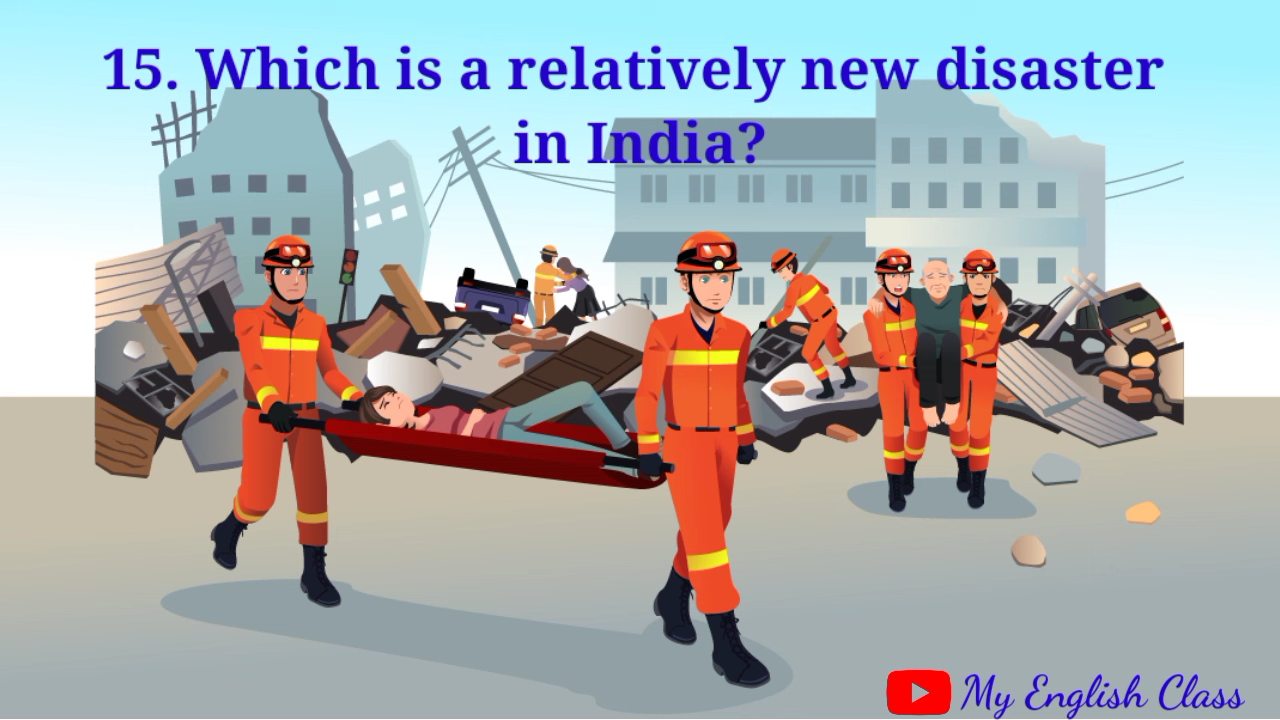 15. Which is a relatively new disaster
in India?
My English Class